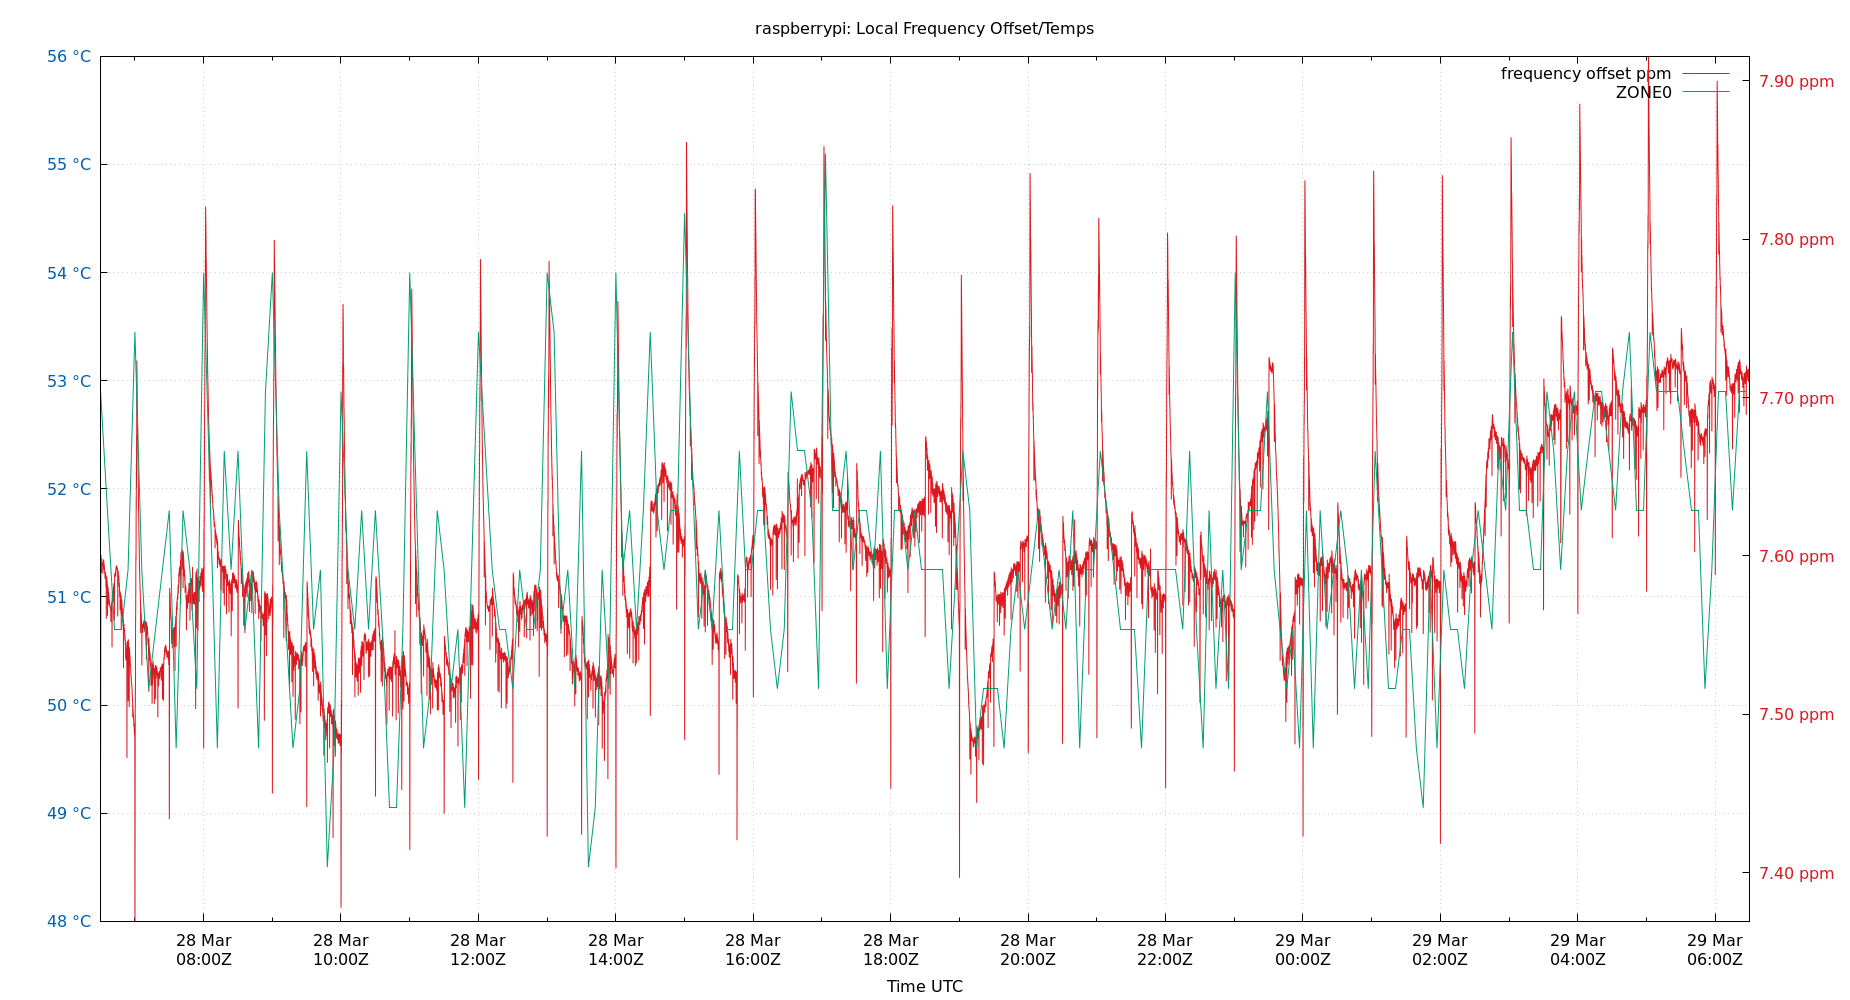 raspberrypi: Local Frequency Offset/Temps
56 °C
55 °C
54 °C
53 °C
52 °C
51 °C
50 °C
49 °C
48 °C
frequency offset ppm
ZONE0
7.90 ppm
7.80 ppm
7.70 ppm
7.60 ppm
7.50 ppm
7.40 ppm
28 Mar
08:00Z
28 Mar
10:00Z
28 Mar
12:00Z
28 Mar
14:00Z
28 Mar
16:00Z
28 Mar
18:00Z
28 Mar
20:00Z
28 Mar
22:00Z
29 Mar
00:00Z
29 Mar
02:00Z
29 Mar
04:00Z
29 Mar
06:00Z
Time UTC